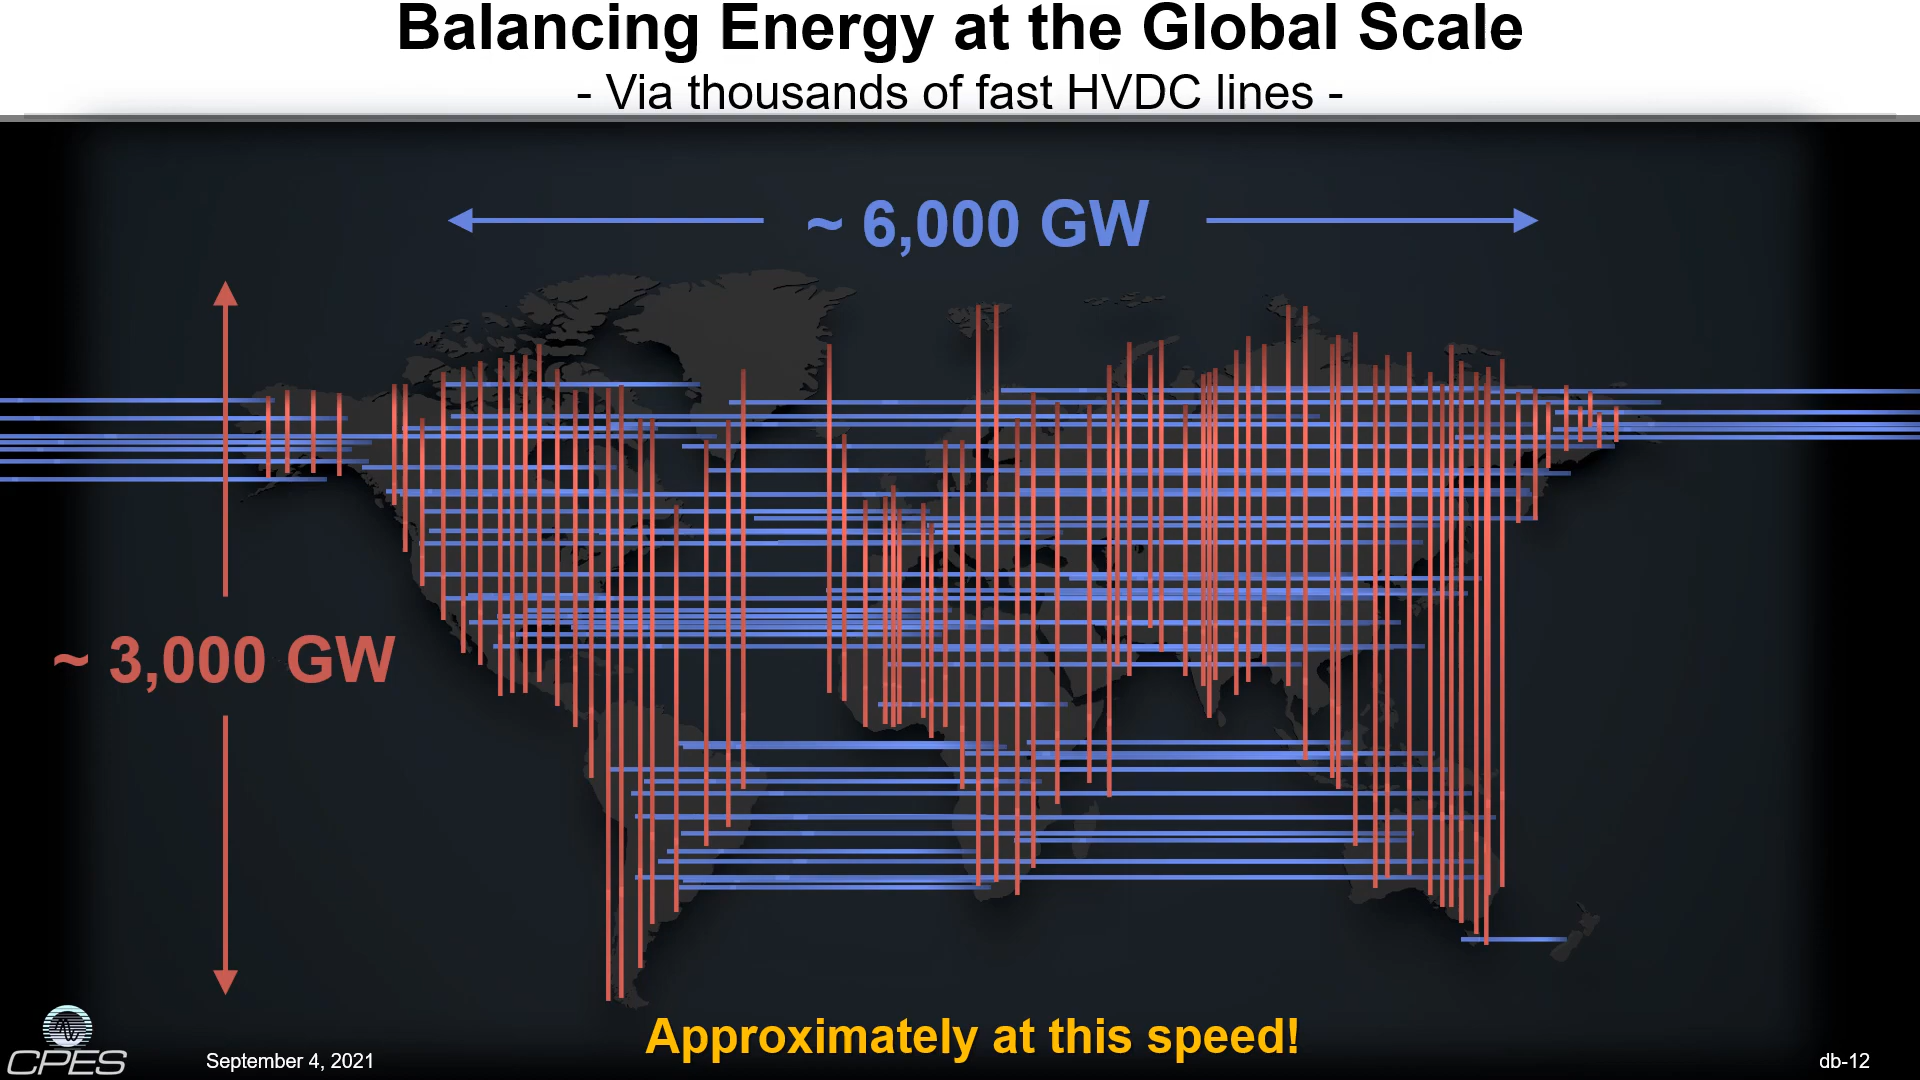 Balancing Energy at the Global Scale
- Via thousands of fast HVDC lines -
~ 6,000 GW
~ 3,000 GW
Approximately at this speed!
CPES
September 4, 2021
db-12